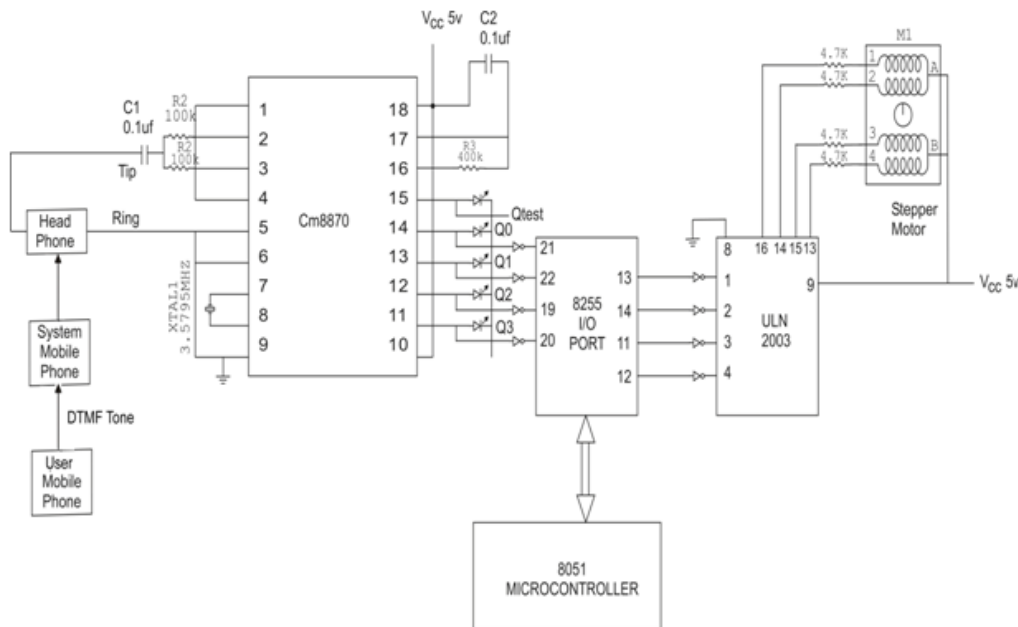 V_CC 5v
C2
0.1uf
C1
0.1uf
R2
100k
R2
100k
Tip
Head
Phone
Ring
System
Mobile
Phone
DTMF Tone
User
Mobile
Phone
XTAL1
3.5795MHZ
Cm8870
1
2
3
4
5
6
7
8
9
18
17
16
15
14
13
12
11
10
R3
400k
Qtest
Q0
Q1
Q2
Q3
21
22
19
20
8255
I/O
PORT
13
14
11
12
8051
MICROCONTROLLER
8
16
14
15
13
1
2
3
4
9
ULN
2003
V_CC 5v
4.7K
4.7K
4.7K
4.7K
M1
1
2
A
3
4
B
Stepper
Motor